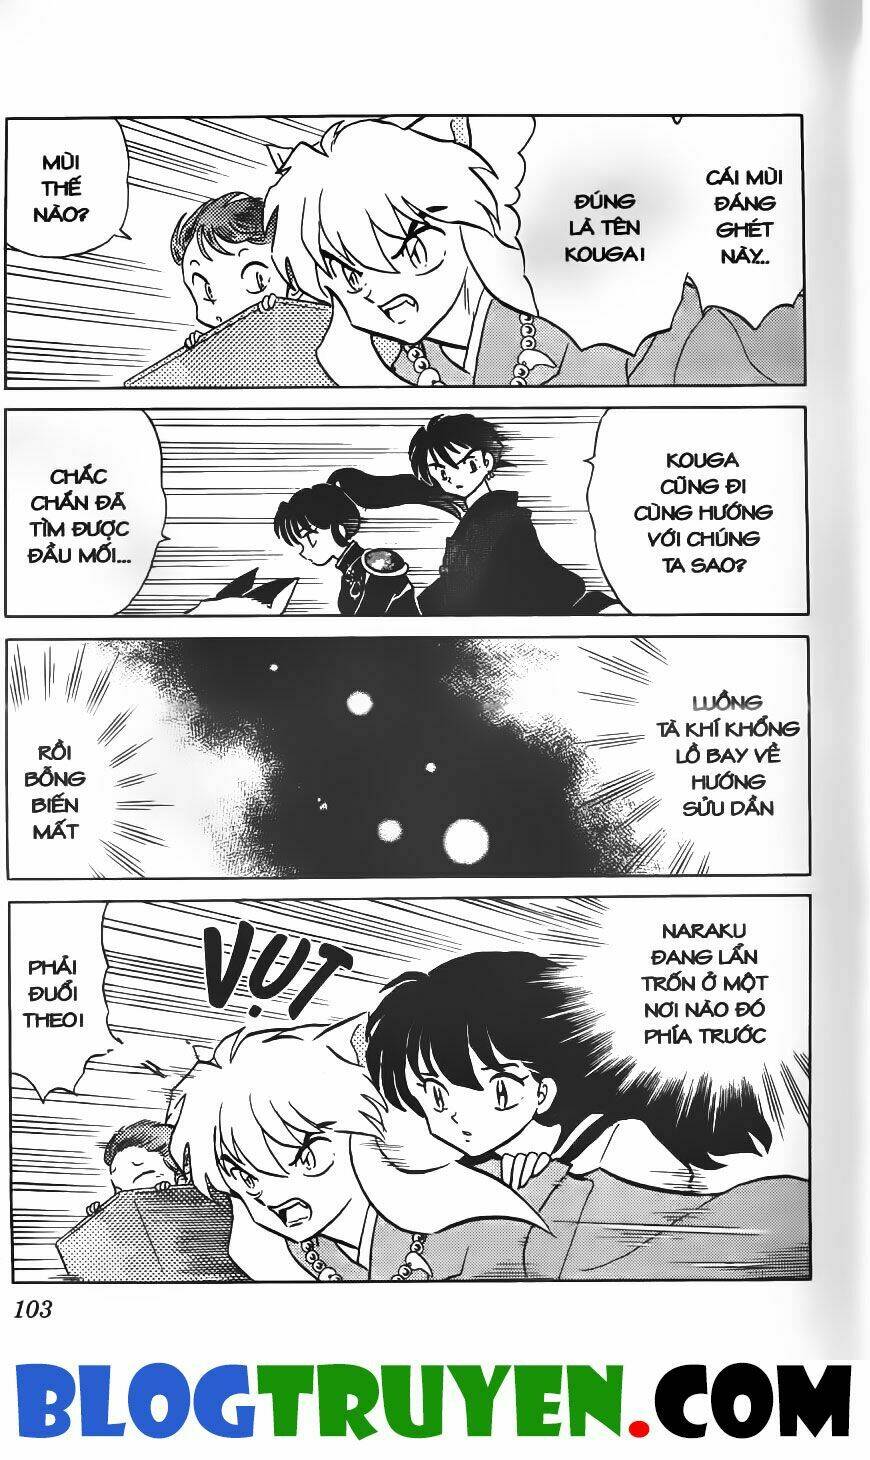 CÁI MÙI
ĐÁNG
GHÉT
NÀY...
ĐÚNG
LÀ TÊN
KOUGA!
MÙI
THẾ
NÀO?
KOUGA
CŨNG ĐI
CÙNG HƯỚNG
VỚI CHÚNG
TA SAO?
CHẮC
CHẮN ĐÃ
TÌM ĐƯỢC
ĐẦU MỐI...
LUỒNG
TÀ KHÍ KHỔNG
LỒ BAY VỀ
HƯỚNG
SỬU DẦN
RỒI
BỖNG
BIẾN
MẤT
NARAKU
ĐANG LẨN
TRỐN Ở MỘT
NƠI NÀO ĐÓ
PHÍA TRƯỚC
VỤT
PHẢI
ĐUỔI
THEO!
103
BLOGTRUYEN.COM